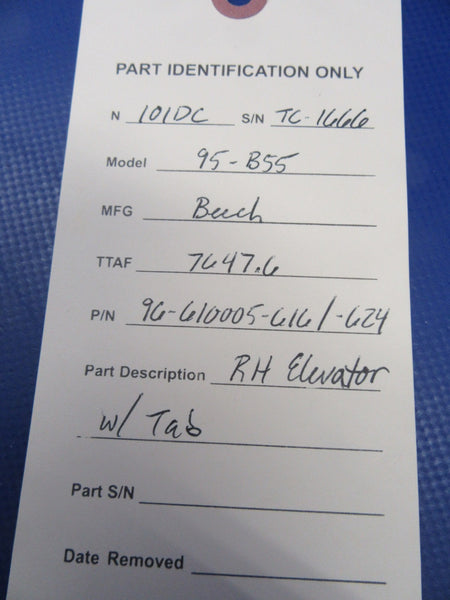 PART IDENTIFICATION ONLY
N 101DC S/N TC-1666
Model 95-B55
MFG Beech
TTAF 7647.6
P/N 96-610005-616/-624
Part Description RH Elevator
w/ Tab
Part S/N
Date Removed